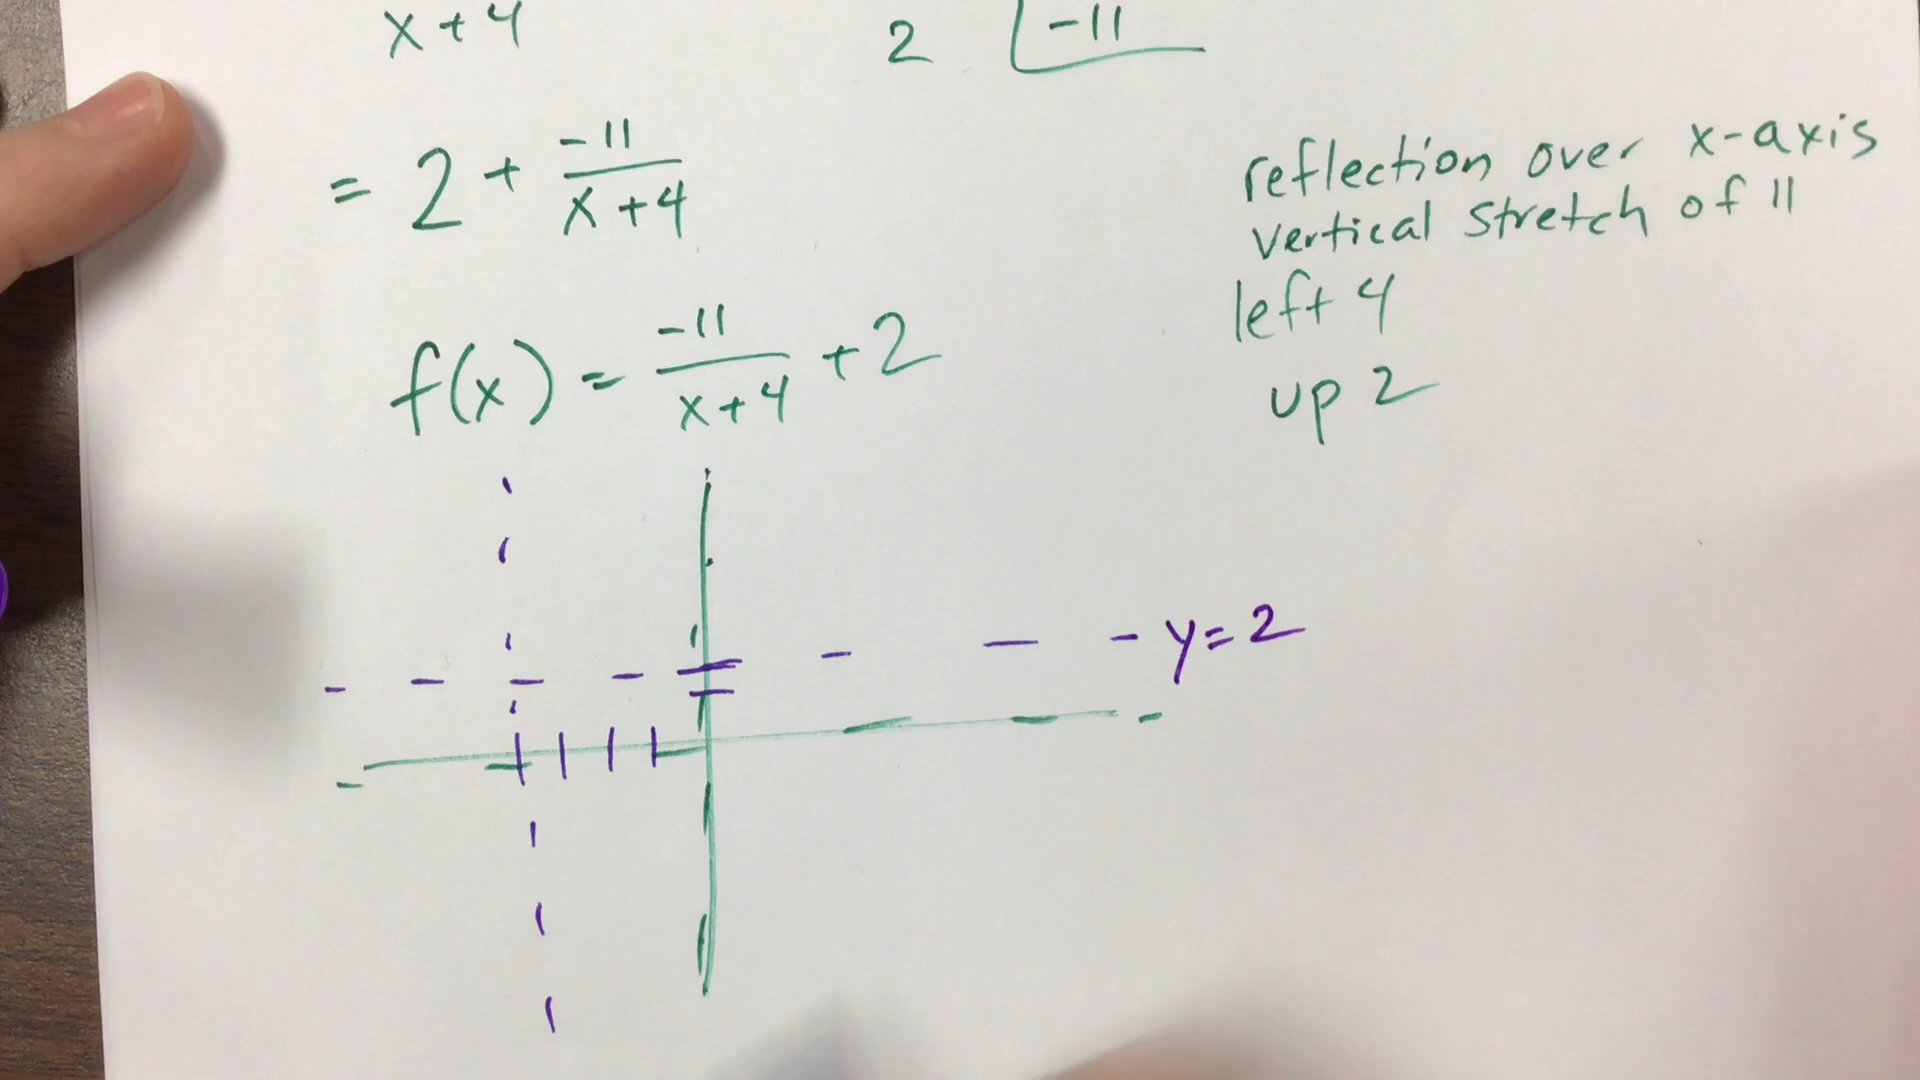 x+4
2 -11
= 2 + -11/x+4
reflection over x-axis
vertical stretch of 11
left 4
up 2
f(x) = -11/x+4 +2
y=2